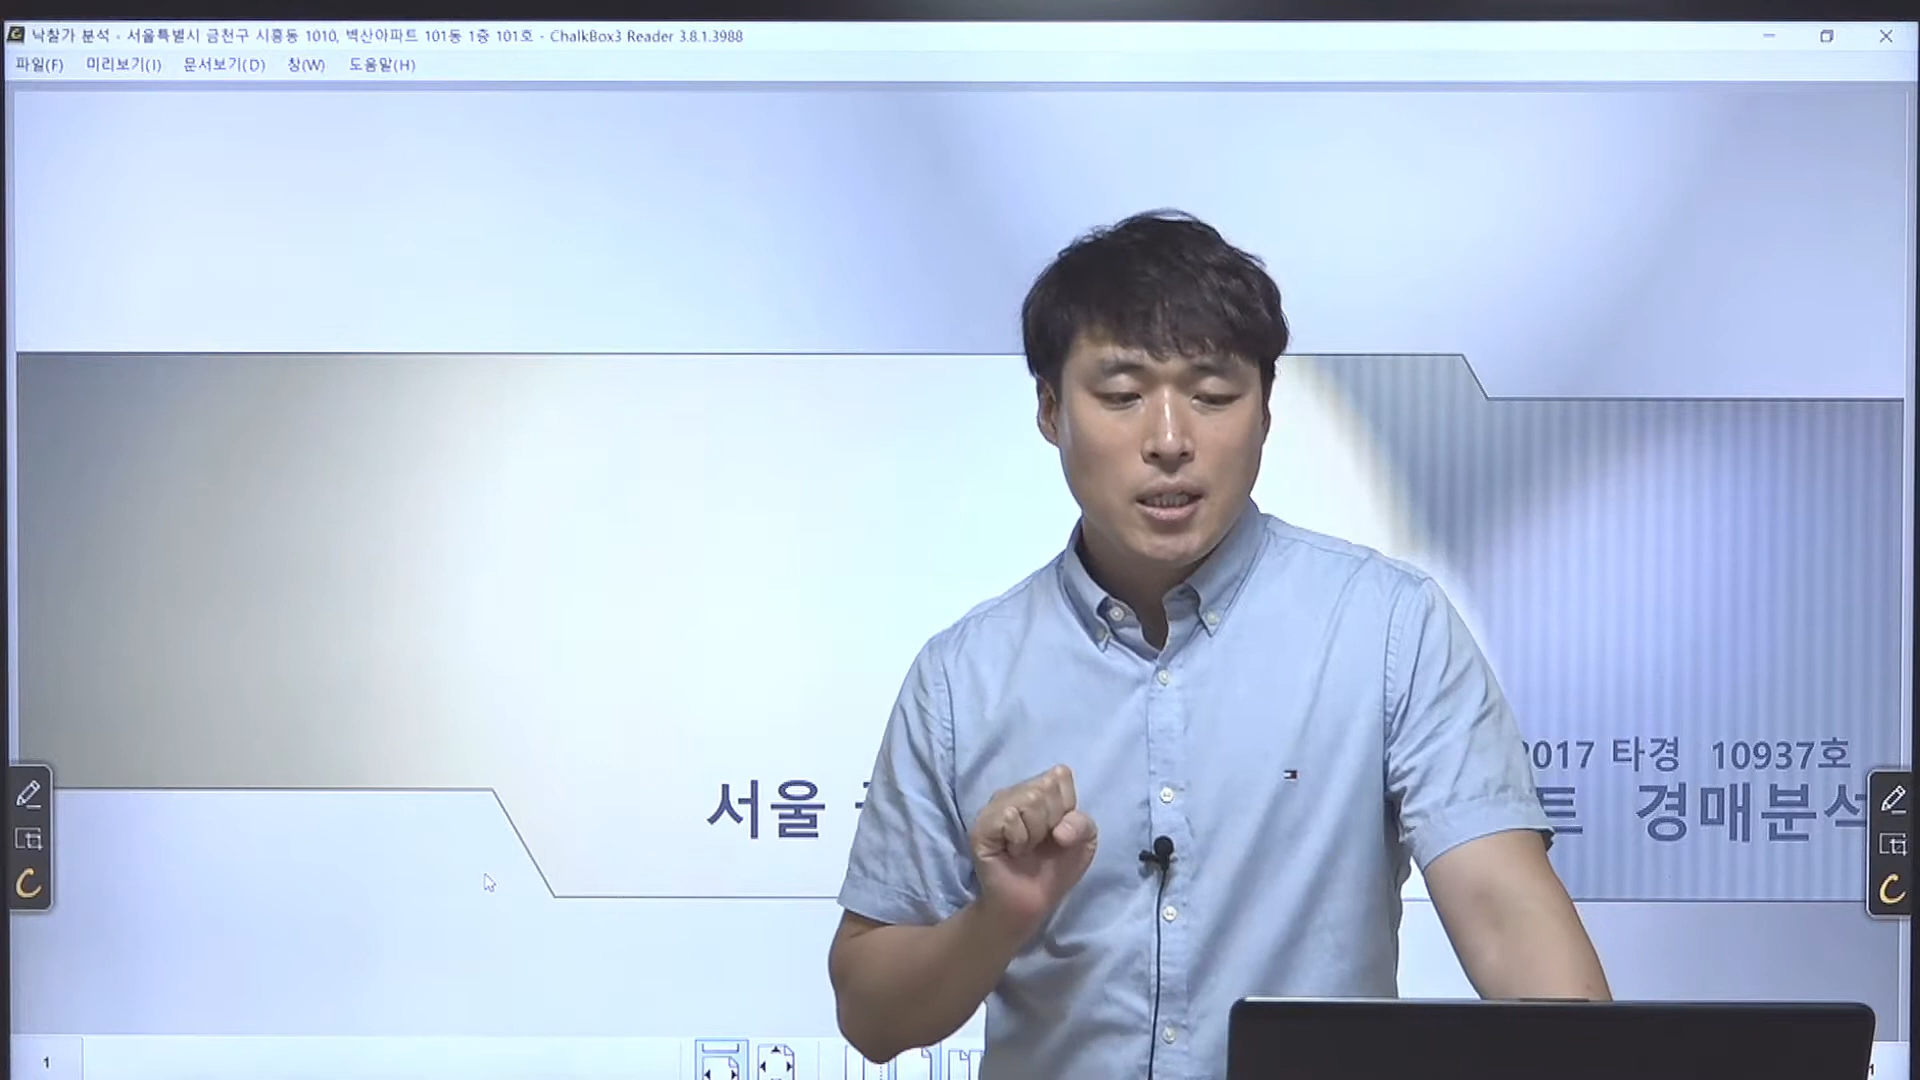 낙찰가 분석 - 서울특별시 금천구 시흥동 1010, 벽산아파트 101동 1층 101호 - ChalkBox3 Reader 3.8.1.3988
파일(F) 미리보기(I) 문서보기(D) 창(W) 도움말(H)
2017 타경 10937호
서울 경매분석
1